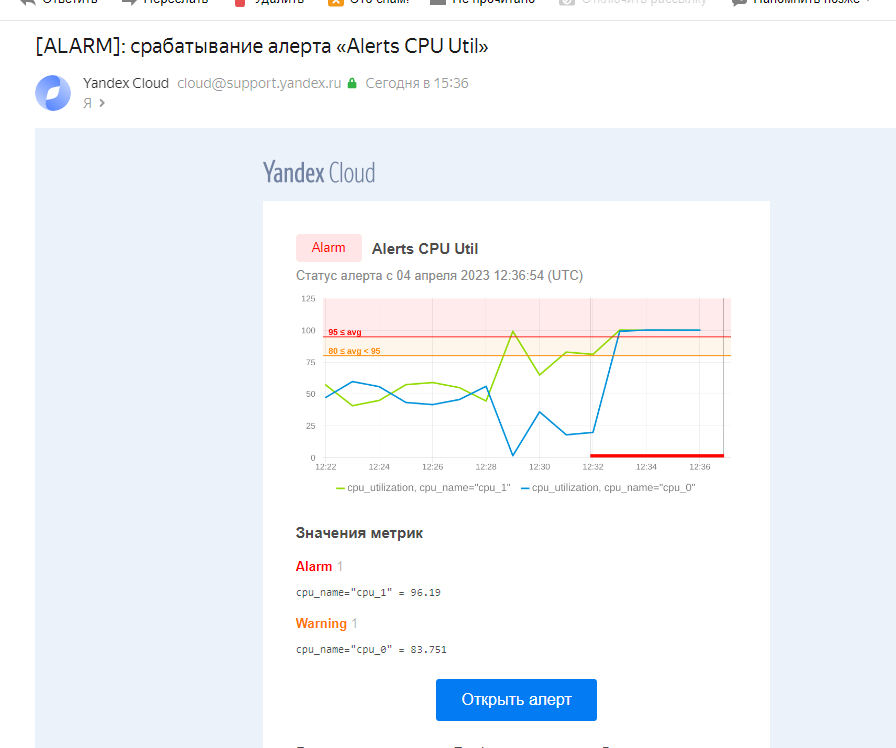 Ответить Переслать Удалить Это спам! Не прочитано Отключить рассылку Напомнить позже
[ALARM]: срабатывание алерта «Alerts CPU Util»
Yandex Cloud cloud@support.yandex.ru Сегодня в 15:36
Я >
Yandex Cloud
Alarm Alerts CPU Util
Статус алерта с 04 апреля 2023 12:36:54 (UTC)
125
100
95 ≤ avg
80 ≤ avg < 95
75
50
25
0
12:22 12:24 12:26 12:28 12:30 12:32 12:34 12:36
cpu_utilization, cpu_name="cpu_1" cpu_utilization, cpu_name="cpu_0"
Значения метрик
Alarm 1
cpu_name="cpu_1" = 96.19
Warning 1
cpu_name="cpu_0" = 83.751
Открыть алерт